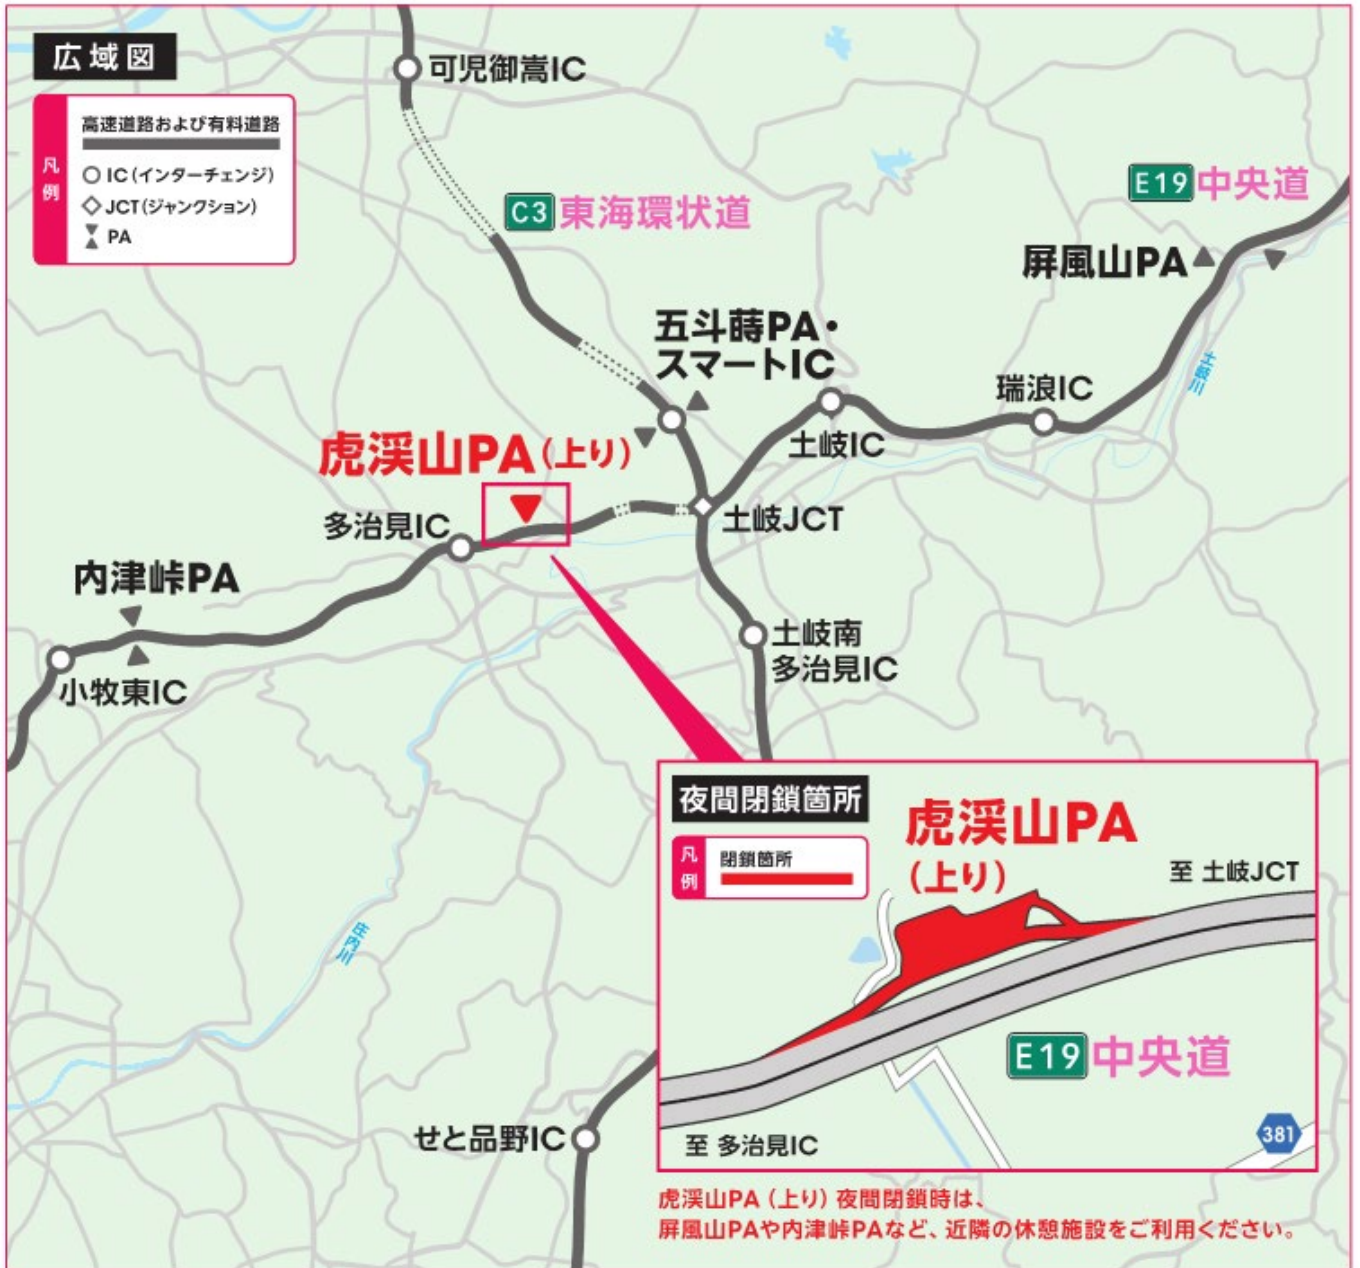 広域図
凡例
高速道路および有料道路
IC(インターチェンジ)
JCT(ジャンクション)
PA
可児御嵩IC
C3 東海環状道
E19 中央道
屏風山PA
五斗蒔PA・
スマートIC
土岐川
瑞浪IC
土岐IC
虎渓山PA(上り)
多治見IC
土岐JCT
内津峠PA
土岐南
多治見IC
小牧東IC
庄内川
せと品野IC
夜間閉鎖箇所
凡例
閉鎖箇所
虎渓山PA
(上り)
至 土岐JCT
E19 中央道
381
至 多治見IC
虎渓山PA(上り)夜間閉鎖時は、
屏風山PAや内津峠PAなど、近隣の休憩施設をご利用ください。